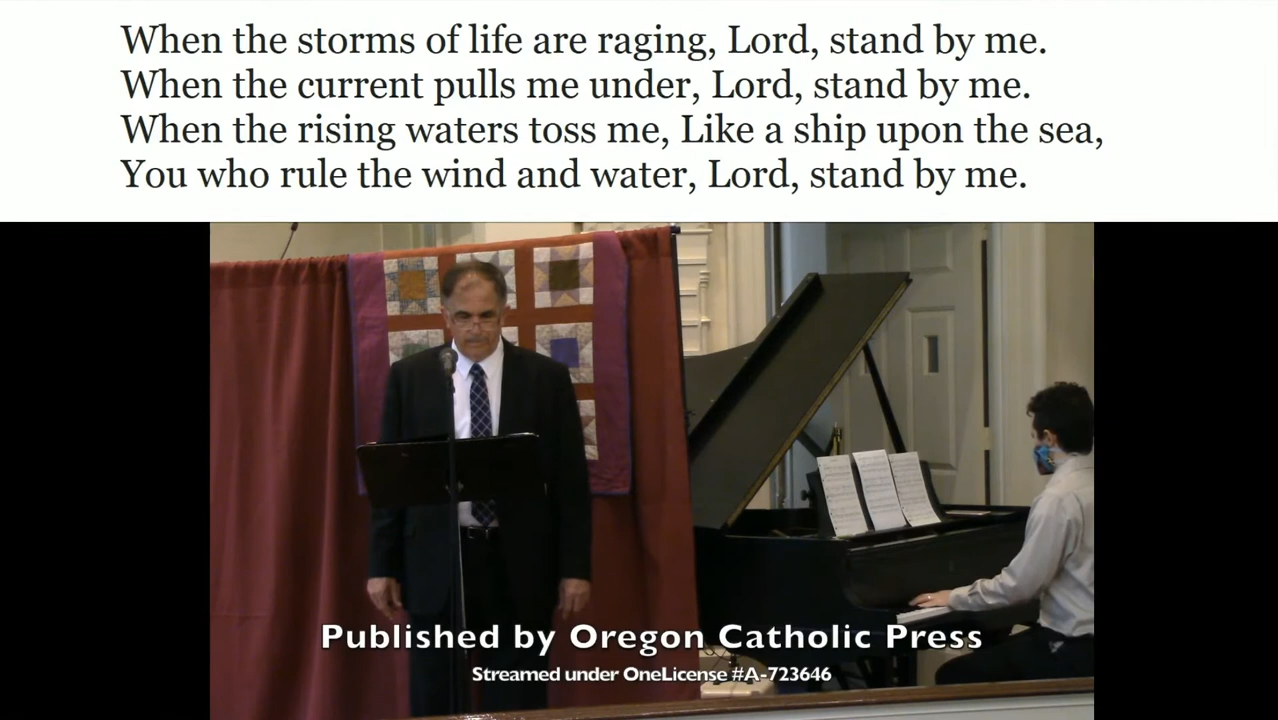 When the storms of life are raging, Lord, stand by me.
When the current pulls me under, Lord, stand by me.
When the rising waters toss me, Like a ship upon the sea,
You who rule the wind and water, Lord, stand by me.
Published by Oregon Catholic Press
Streamed under OneLicense #A-723646